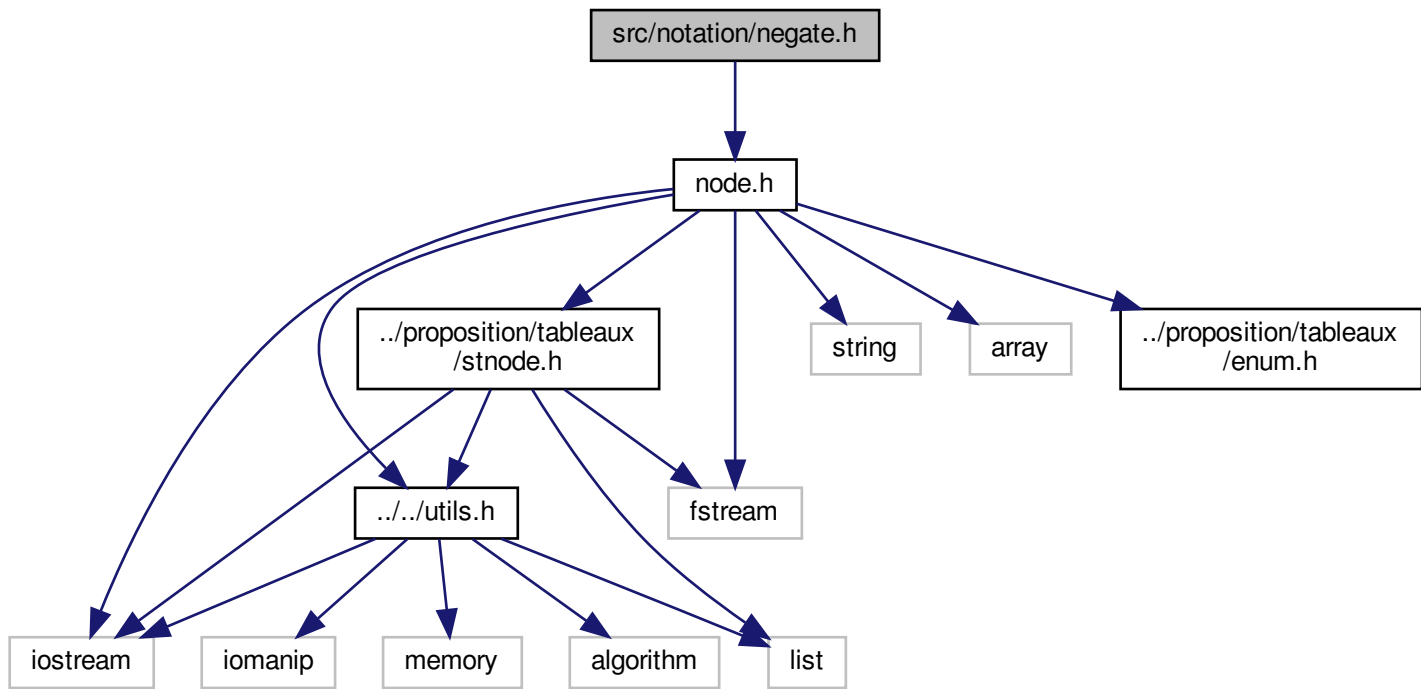 src/notation/negate.h
node.h
../proposition/tableaux
/stnode.h
string
array
../proposition/tableaux
/enum.h
../../utils.h
fstream
iostream
iomanip
memory
algorithm
list